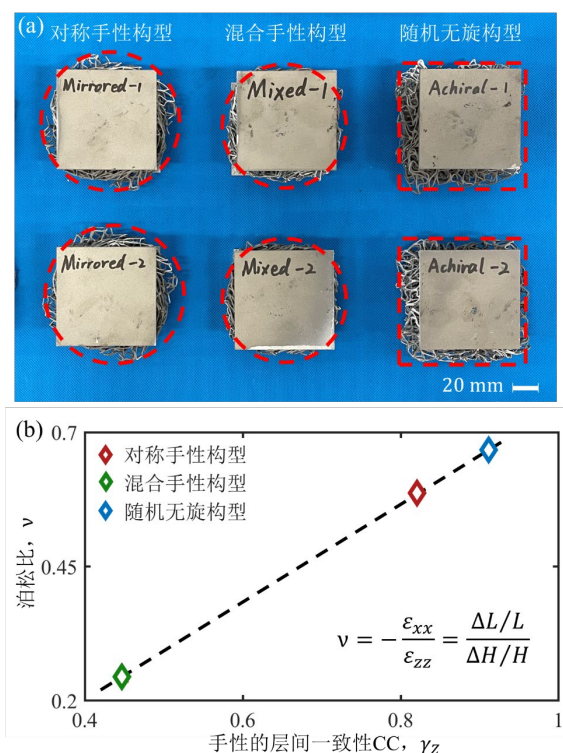 (a)
对称手性构型 混合手性构型 随机无旋构型
Mirrored-1 Mixed-1 Achiral-1
Mirrored-2 Mixed-2 Achiral-2
20 mm
(b)
0.7
对称手性构型
混合手性构型
随机无旋构型
泊松比，ν
0.45
ν = −εxx/εzz = (ΔL/L)/(ΔH/H)
0.2
0.4 0.6 0.8 1
手性的层间一致性CC，γZ